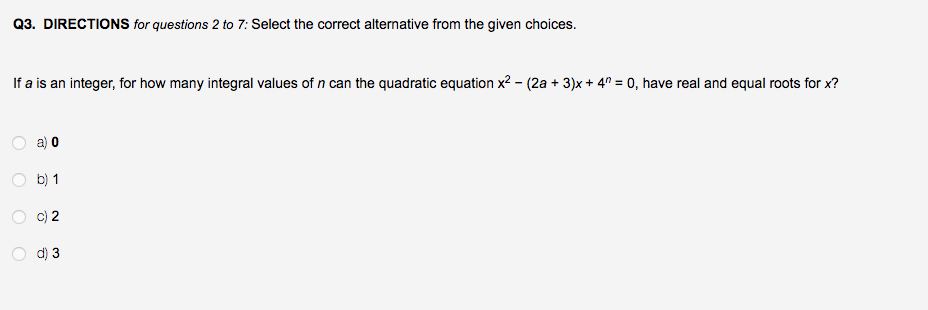 Q3. DIRECTIONS for questions 2 to 7: Select the correct alternative from the given choices.
If a is an integer, for how many integral values of n can the quadratic equation x² – (2a + 3)x + 4ⁿ = 0, have real and equal roots for x?
a) 0
b) 1
c) 2
d) 3